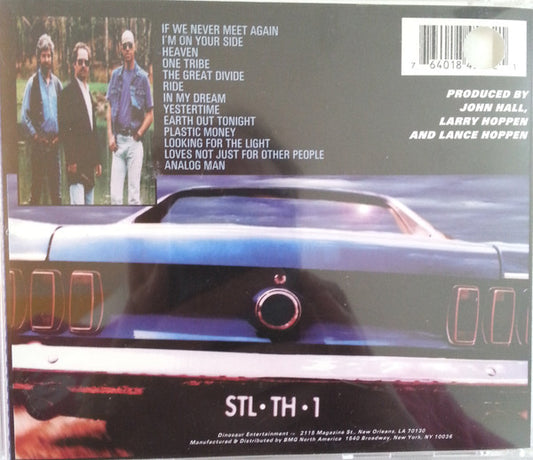 IF WE NEVER MEET AGAIN
I'M ON YOUR SIDE
HEAVEN
ONE TRIBE
THE GREAT DIVIDE
RIDE
IN MY DREAM
YESTERTIME
EARTH OUT TONIGHT
PLASTIC MONEY
LOOKING FOR THE LIGHT
LOVES NOT JUST FOR OTHER PEOPLE
ANALOG MAN
7 64018 1
PRODUCED BY
JOHN HALL,
LARRY HOPPEN
AND LANCE HOPPEN
STL•TH•1
Dinosaur Entertainment 2115 Magazine St., New Orleans, LA 70130
Manufactured & Distributed by BMG North America 1540 Broadway, New York, NY 10036